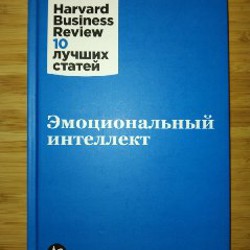 Harvard
Business
Review
10
лучших
статей
Эмоциональный
интеллект